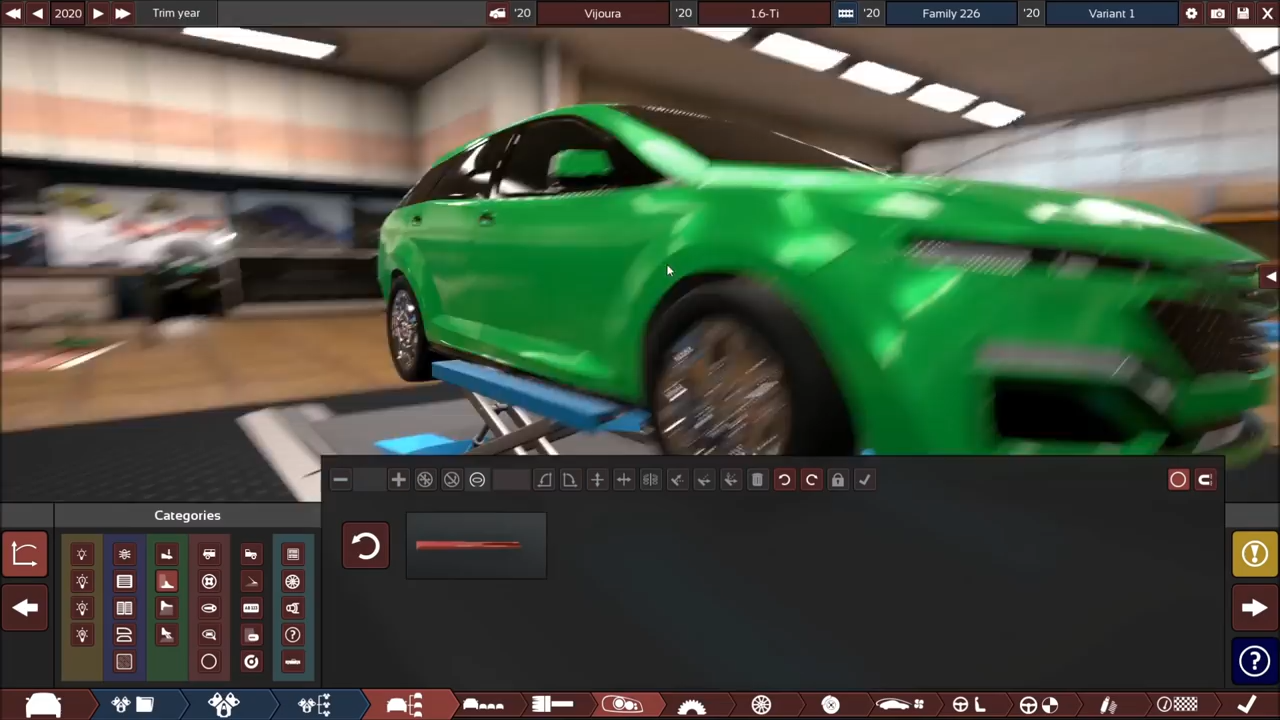 2020
Trim year
'20
Vijoura
'20
1.6-Ti
'20
Family 226
'20
Variant 1
Categories